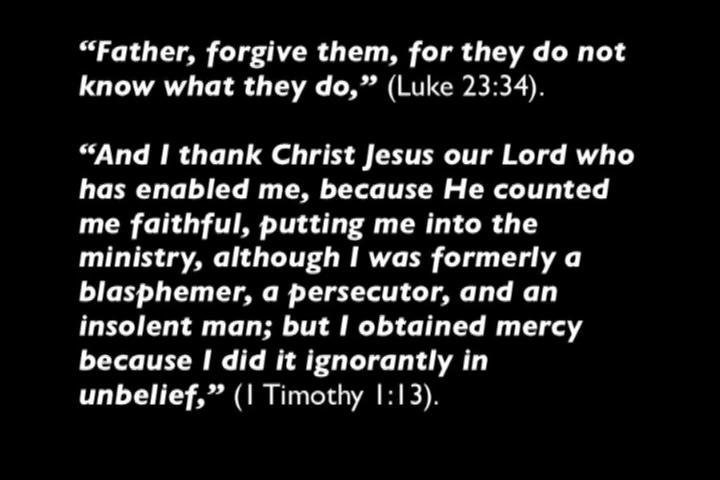 “Father, forgive them, for they do not
know what they do,” (Luke 23:34).
“And I thank Christ Jesus our Lord who
has enabled me, because He counted
me faithful, putting me into the
ministry, although I was formerly a
blasphemer, a persecutor, and an
insolent man; but I obtained mercy
because I did it ignorantly in
unbelief,” (1 Timothy 1:13).